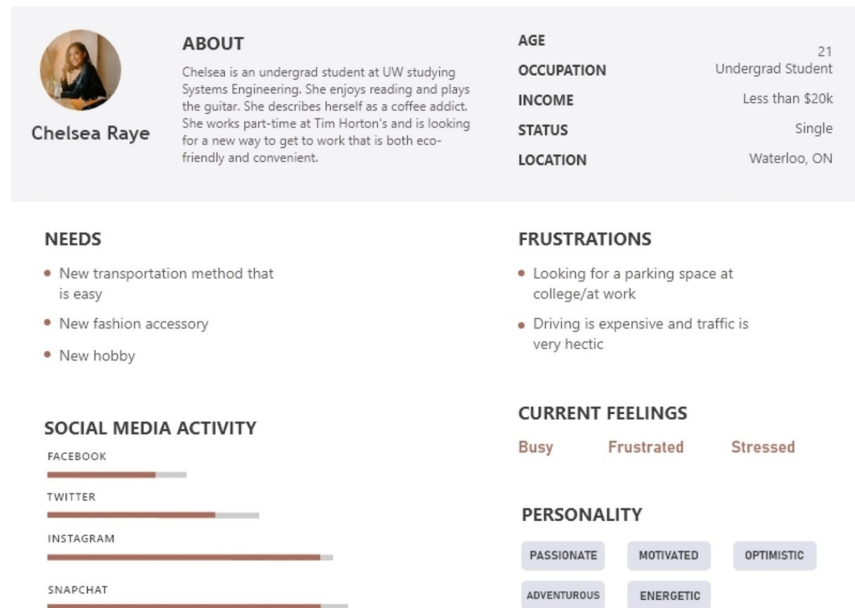 Chelsea Raye
ABOUT
Chelsea is an undergrad student at UW studying
Systems Engineering. She enjoys reading and plays
the guitar. She describes herself as a coffee addict.
She works part-time at Tim Horton's and is looking
for a new way to get to work that is both eco-
friendly and convenient.
AGE
21
OCCUPATION
Undergrad Student
INCOME
Less than $20k
STATUS
Single
LOCATION
Waterloo, ON
NEEDS
New transportation method that
is easy
New fashion accessory
New hobby
FRUSTRATIONS
Looking for a parking space at
college/at work
Driving is expensive and traffic is
very hectic
SOCIAL MEDIA ACTIVITY
FACEBOOK
TWITTER
INSTAGRAM
SNAPCHAT
CURRENT FEELINGS
Busy Frustrated Stressed
PERSONALITY
PASSIONATE MOTIVATED OPTIMISTIC
ADVENTUROUS ENERGETIC